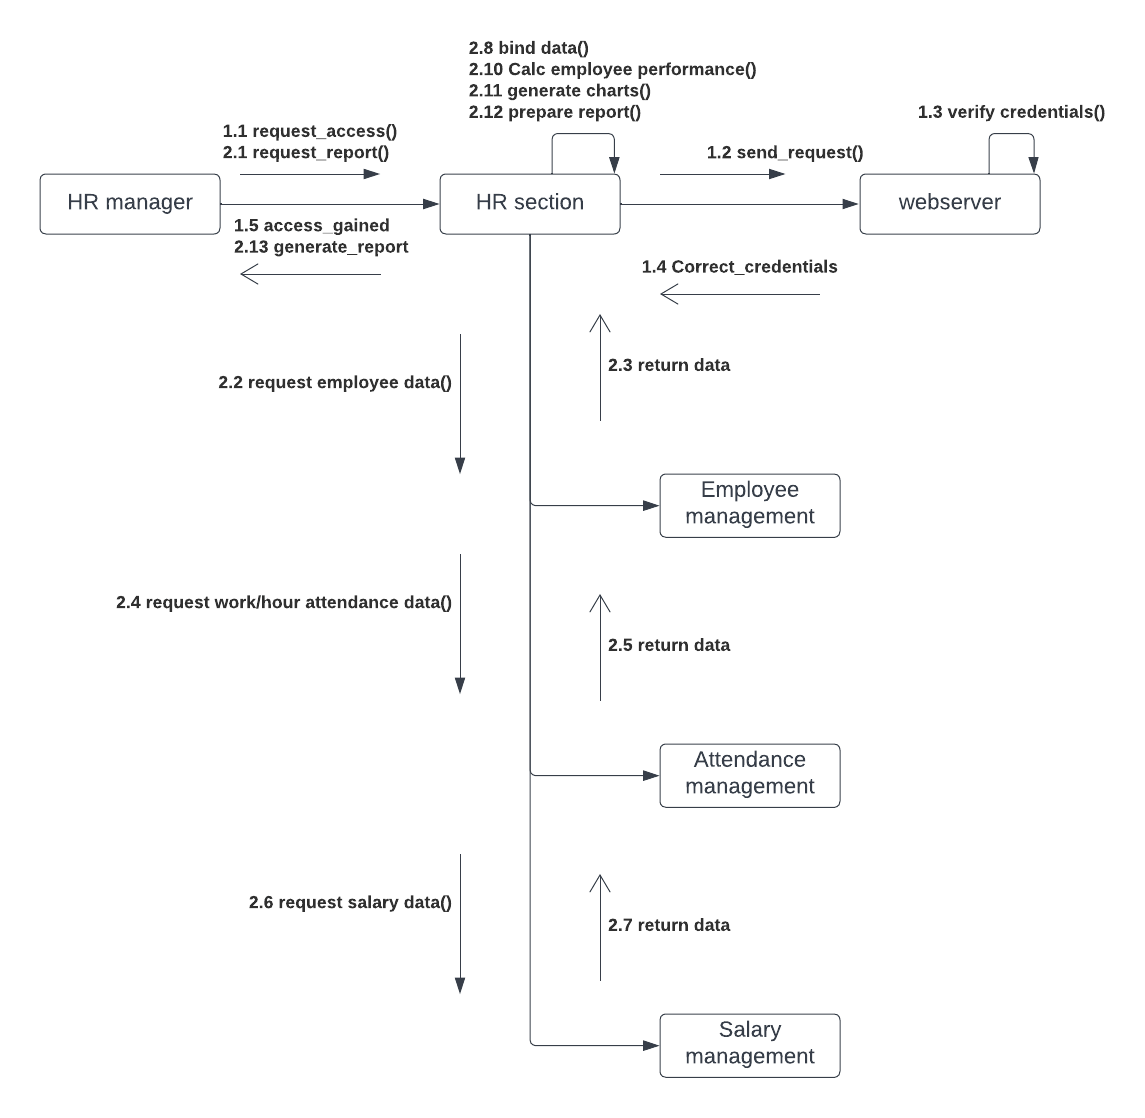 2.8 bind data()
2.10 Calc employee performance()
2.11 generate charts()
2.12 prepare report()
1.3 verify credentials()
1.1 request_access()
2.1 request_report()
1.2 send_request()
HR manager
HR section
webserver
1.5 access_gained
2.13 generate_report
1.4 Correct_credentials
2.3 return data
2.2 request employee data()
Employee
management
2.4 request work/hour attendance data()
2.5 return data
Attendance
management
2.6 request salary data()
2.7 return data
Salary
management